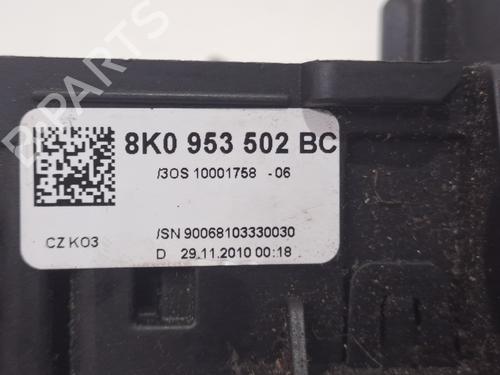 B-PARTS
8K0 953 502 BC
/3OS 10001758 -06
CZ K03
/SN 90068103330030
D 29.11.2010 00:18